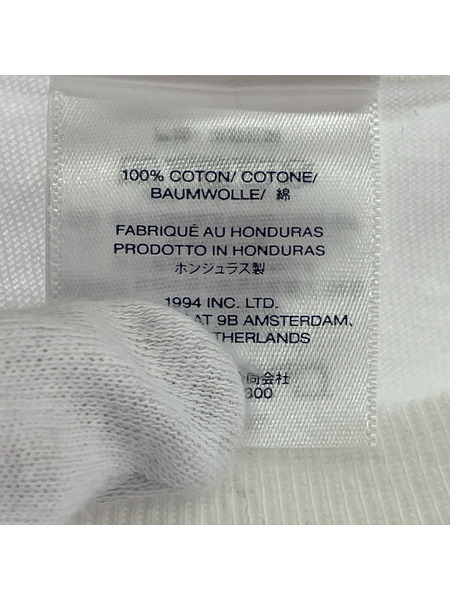 100% COTON/ COTONE/
BAUMWOLLE/ 綿
FABRIQUÉ AU HONDURAS
PRODOTTO IN HONDURAS
ホンジュラス製
1994 INC. LTD.
AT 9B AMSTERDAM,
THERLANDS
同会社
300